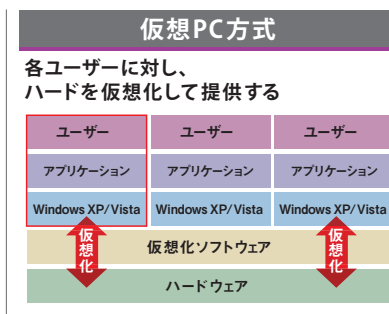 仮想PC方式
各ユーザーに対し、
ハードを仮想化して提供する
ユーザー ユーザー ユーザー
アプリケーション アプリケーション アプリケーション
Windows XP/Vista Windows XP/Vista Windows XP/Vista
仮想化 仮想化
仮想化ソフトウェア
ハードウェア